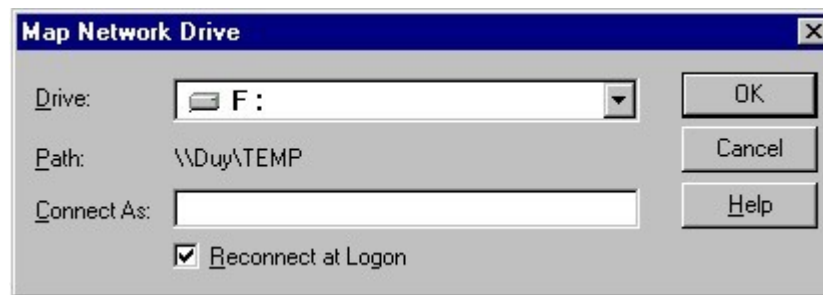 Map Network Drive
Drive: F: OK
Path: \\Duy\TEMP Cancel
Connect As: Help
Reconnect at Logon